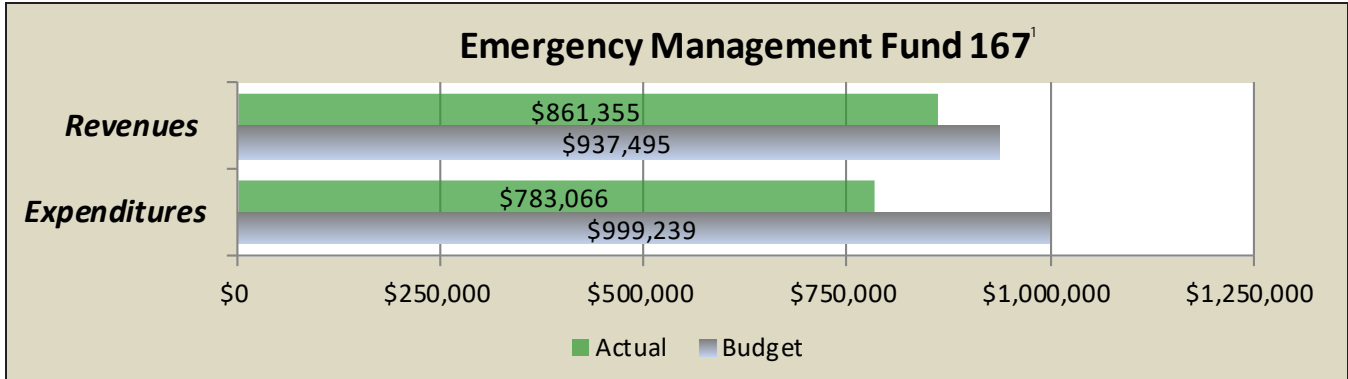 Emergency Management Fund 167¹
Revenues
$861,355
$937,495
Expenditures
$783,066
$999,239
$0 $250,000 $500,000 $750,000 $1,000,000 $1,250,000
Actual Budget